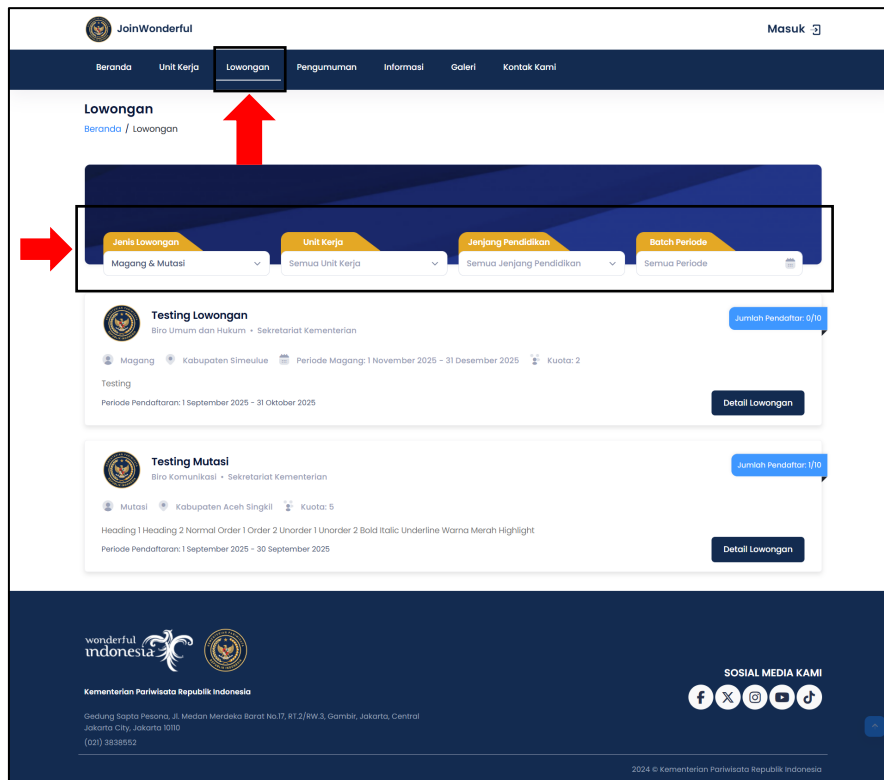 JoinWonderful
Masuk
Beranda Unit Kerja Lowongan Pengumuman Informasi Galeri Kontak Kami
Lowongan
Beranda / Lowongan
Jenis Lowongan Unit Kerja Jenjang Pendidikan Batch Periode
Magang & Mutasi Semua Unit Kerja Semua Jenjang Pendidikan Semua Periode
Testing Lowongan
Jumlah Pendaftar: 0/10
Biro Umum dan Hukum • Sekretariat Kementerian
Magang Kabupaten Simeulue Periode Magang: 1 November 2025 - 31 Desember 2025 Kuota: 2
Testing
Periode Pendaftaran: 1 September 2025 - 31 Oktober 2025
Detail Lowongan
Testing Mutasi
Jumlah Pendaftar: 1/10
Biro Komunikasi • Sekretariat Kementerian
Mutasi Kabupaten Aceh Singkil Kuota: 5
Heading 1 Heading 2 Normal Order 1 Order 2 Unorder 1 Unorder 2 Bold Italic Underline Warna Merah Highlight
Periode Pendaftaran: 1 September 2025 - 30 September 2025
Detail Lowongan
wonderful
indonesia
Kementerian Pariwisata Republik Indonesia
Gedung Sapta Pesona, Jl. Medan Merdeka Barat No.17, RT.2/RW.3, Gambir, Jakarta, Central
Jakarta City, Jakarta 10110
(021) 3838552
SOSIAL MEDIA KAMI
2024 © Kementerian Pariwisata Republik Indonesia